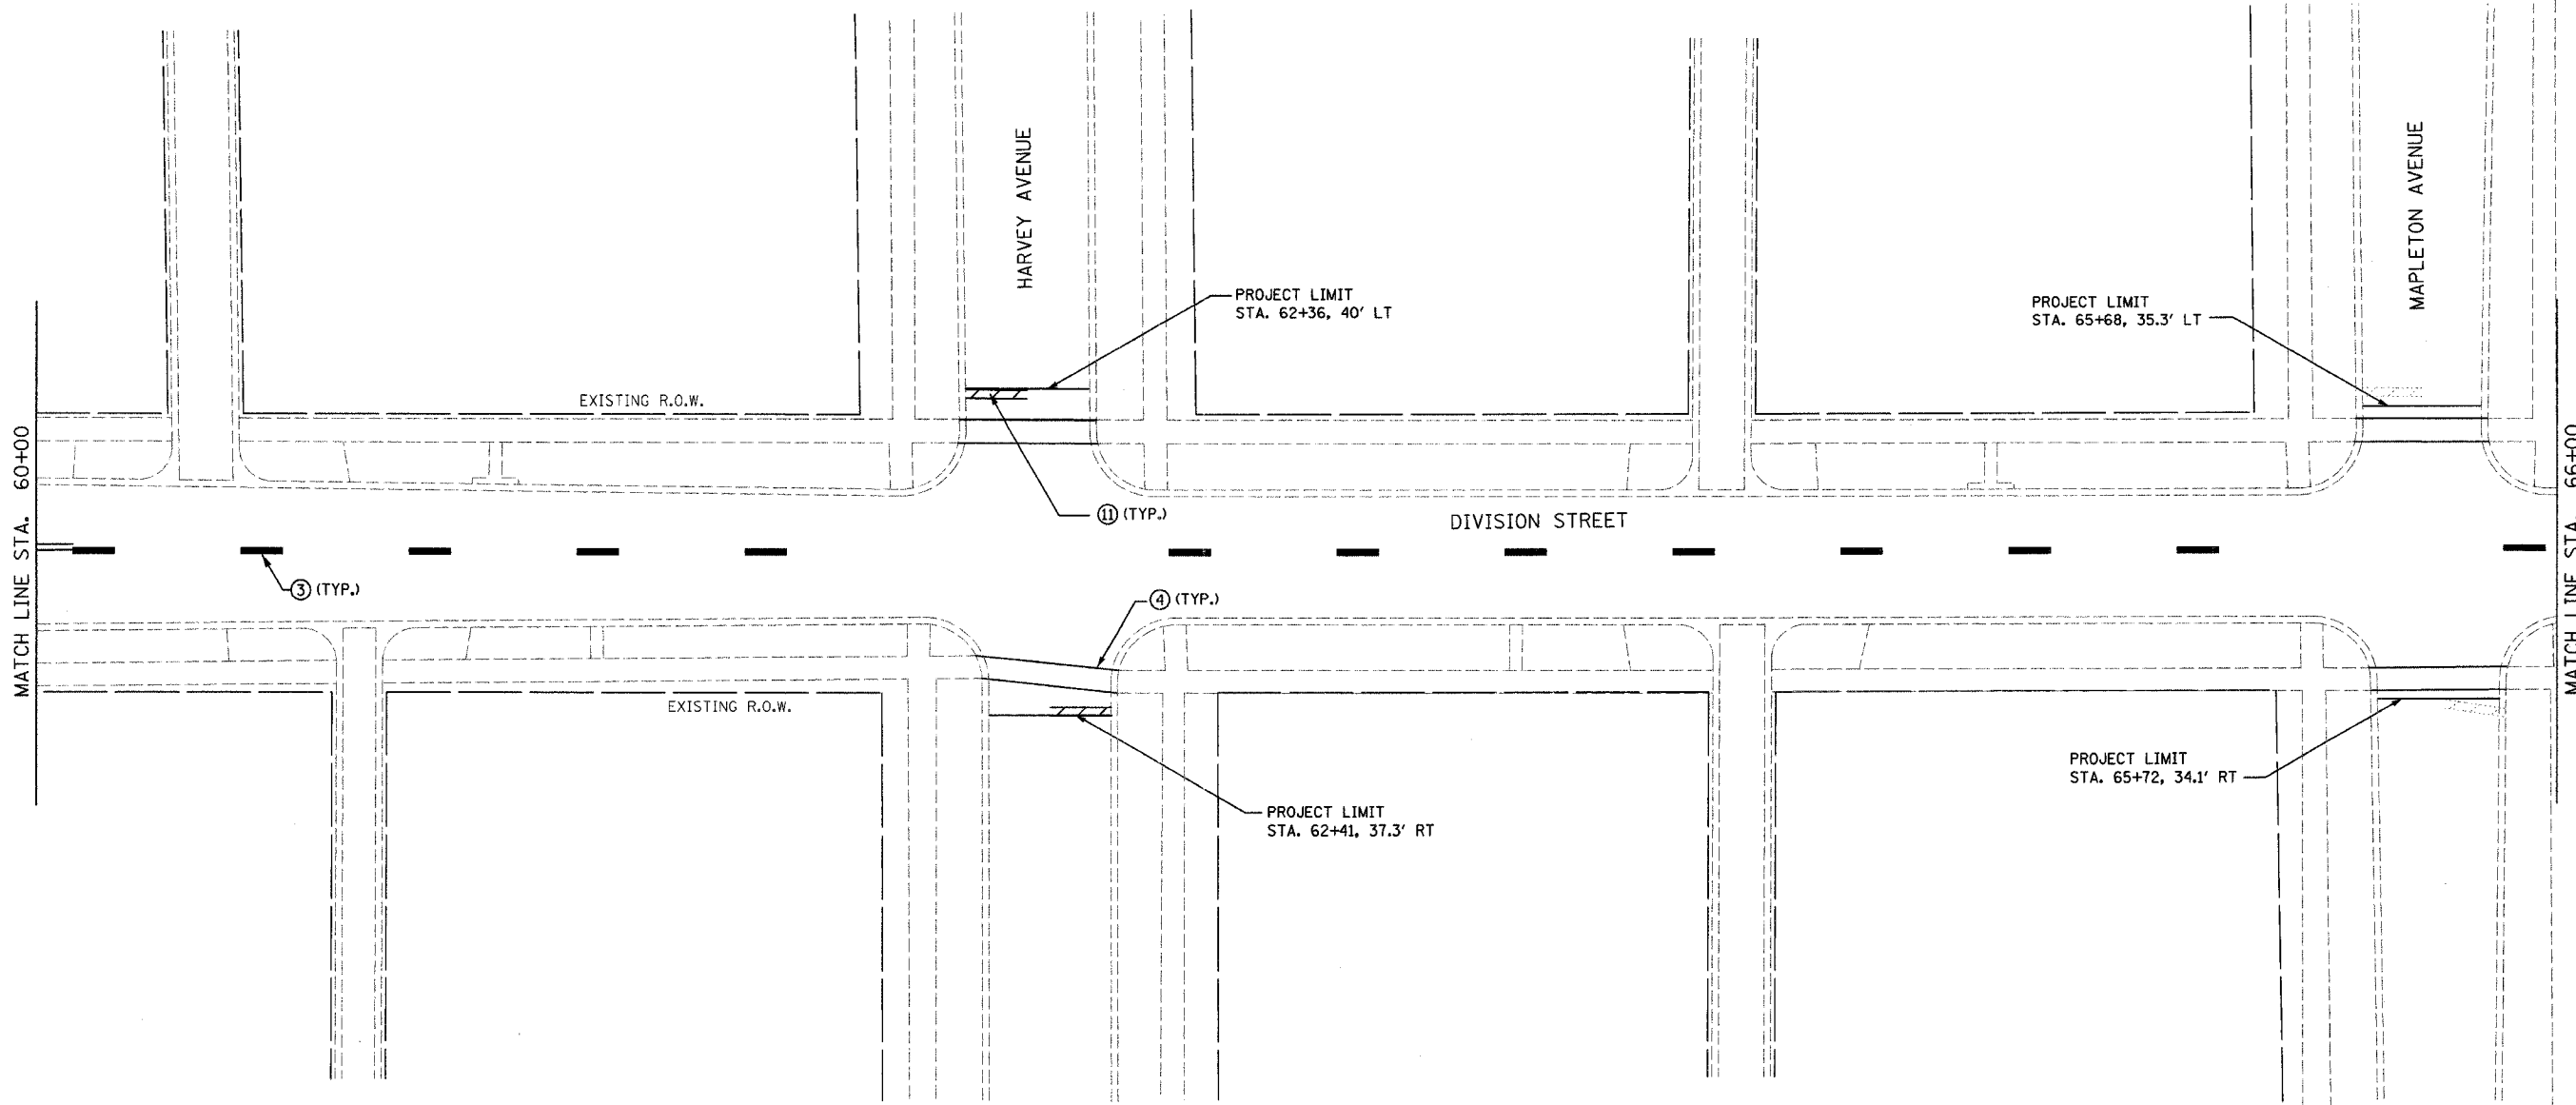 HARVEY AVENUE
MAPLETON AVENUE
PROJECT LIMIT
STA. 62+36, 40' LT
PROJECT LIMIT
STA. 65+68, 35.3' LT
EXISTING R.O.W.
MATCH LINE STA. 60+00
MATCH LINE STA. 66+00
11 (TYP.)
DIVISION STREET
3 (TYP.)
4 (TYP.)
EXISTING R.O.W.
PROJECT LIMIT
STA. 65+72, 34.1' RT
PROJECT LIMIT
STA. 62+41, 37.3' RT